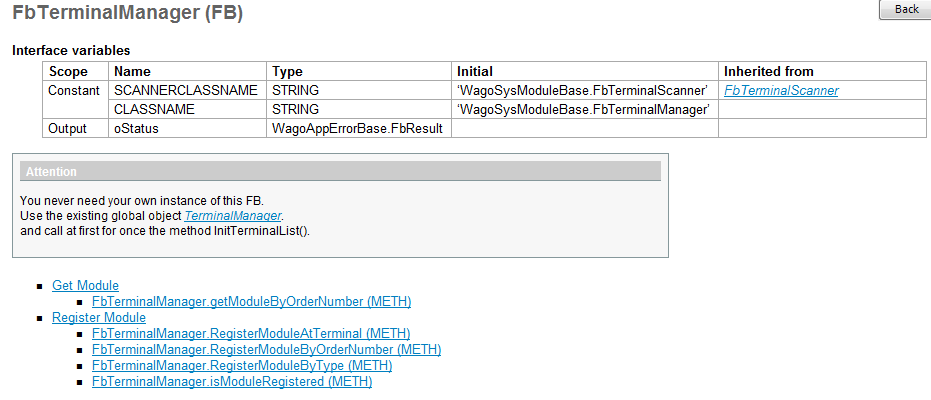 FbTerminalManager (FB)
Back
Interface variables
Scope Name Type Initial Inherited from
Constant SCANNERCLASSNAME STRING ‘WagoSysModuleBase.FbTerminalScanner’ FbTerminalScanner
CLASSNAME STRING ‘WagoSysModuleBase.FbTerminalManager’
Output oStatus WagoAppErrorBase.FbResult
Attention
You never need your own instance of this FB.
Use the existing global object TerminalManager.
and call at first for once the method InitTerminalList().
Get Module
FbTerminalManager.getModuleByOrderNumber (METH)
Register Module
FbTerminalManager.RegisterModuleAtTerminal (METH)
FbTerminalManager.RegisterModuleByOrderNumber (METH)
FbTerminalManager.RegisterModuleByType (METH)
FbTerminalManager.isModuleRegistered (METH)